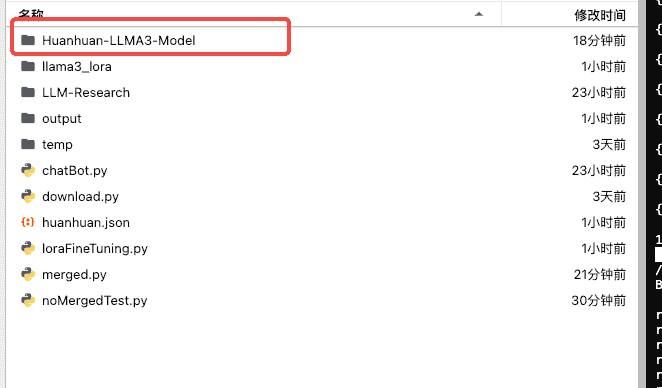 名称 修改时间
Huanhuan-LLMA3-Model 18分钟前
llama3_lora 1小时前
LLM-Research 23小时前
output 1小时前
temp 3天前
chatBot.py 23小时前
download.py 3天前
huanhuan.json 1小时前
loraFineTuning.py 1小时前
merged.py 21分钟前
noMergedTest.py 30分钟前